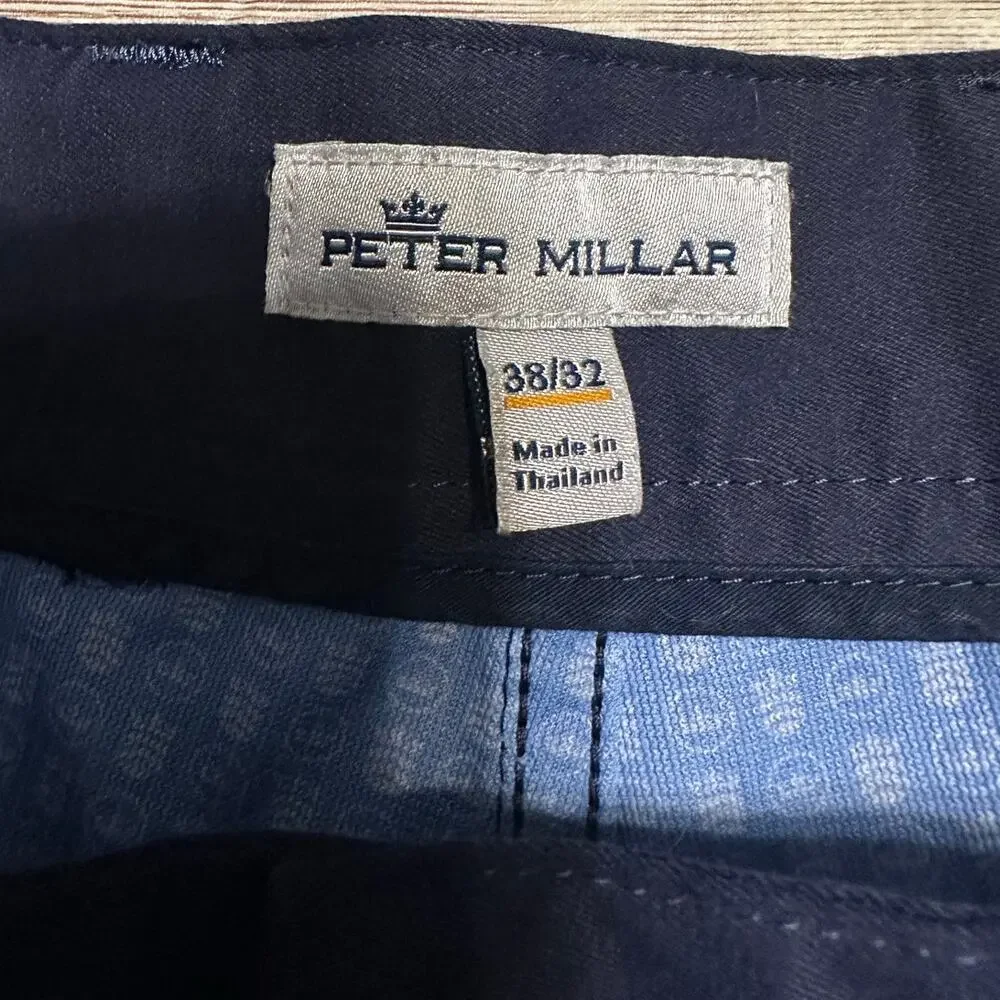 PETER MILLAR
38/32
Made in
Thailand